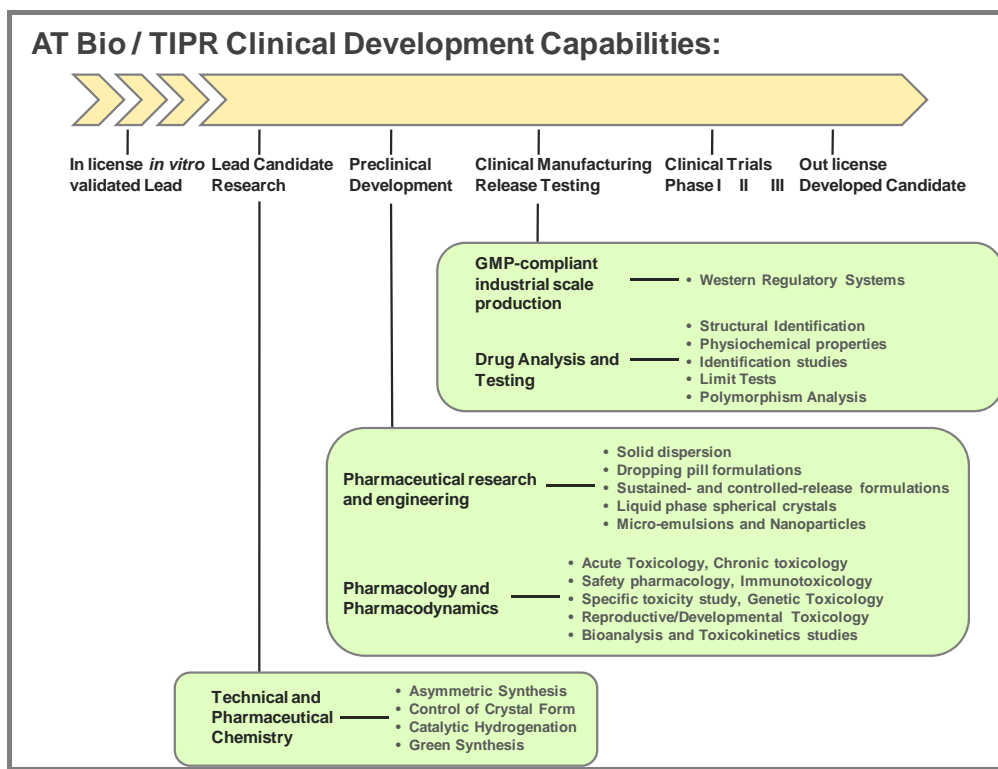 AT Bio / TIPR Clinical Development Capabilities:
In license in vitro
validated Lead
Lead Candidate
Research
Preclinical
Development
Clinical Manufacturing
Release Testing
Clinical Trials
Phase I II III
Out license
Developed Candidate
GMP-compliant
industrial scale
production
• Western Regulatory Systems
Drug Analysis and
Testing
• Structural Identification
• Physiochemical properties
• Identification studies
• Limit Tests
• Polymorphism Analysis
Pharmaceutical research
and engineering
• Solid dispersion
• Dropping pill formulations
• Sustained- and controlled-release formulations
• Liquid phase spherical crystals
• Micro-emulsions and Nanoparticles
Pharmacology and
Pharmacodynamics
• Acute Toxicology, Chronic toxicology
• Safety pharmacology, Immunotoxicology
• Specific toxicity study, Genetic Toxicology
• Reproductive/Developmental Toxicology
• Bioanalysis and Toxicokinetics studies
Technical and
Pharmaceutical
Chemistry
• Asymmetric Synthesis
• Control of Crystal Form
• Catalytic Hydrogenation
• Green Synthesis